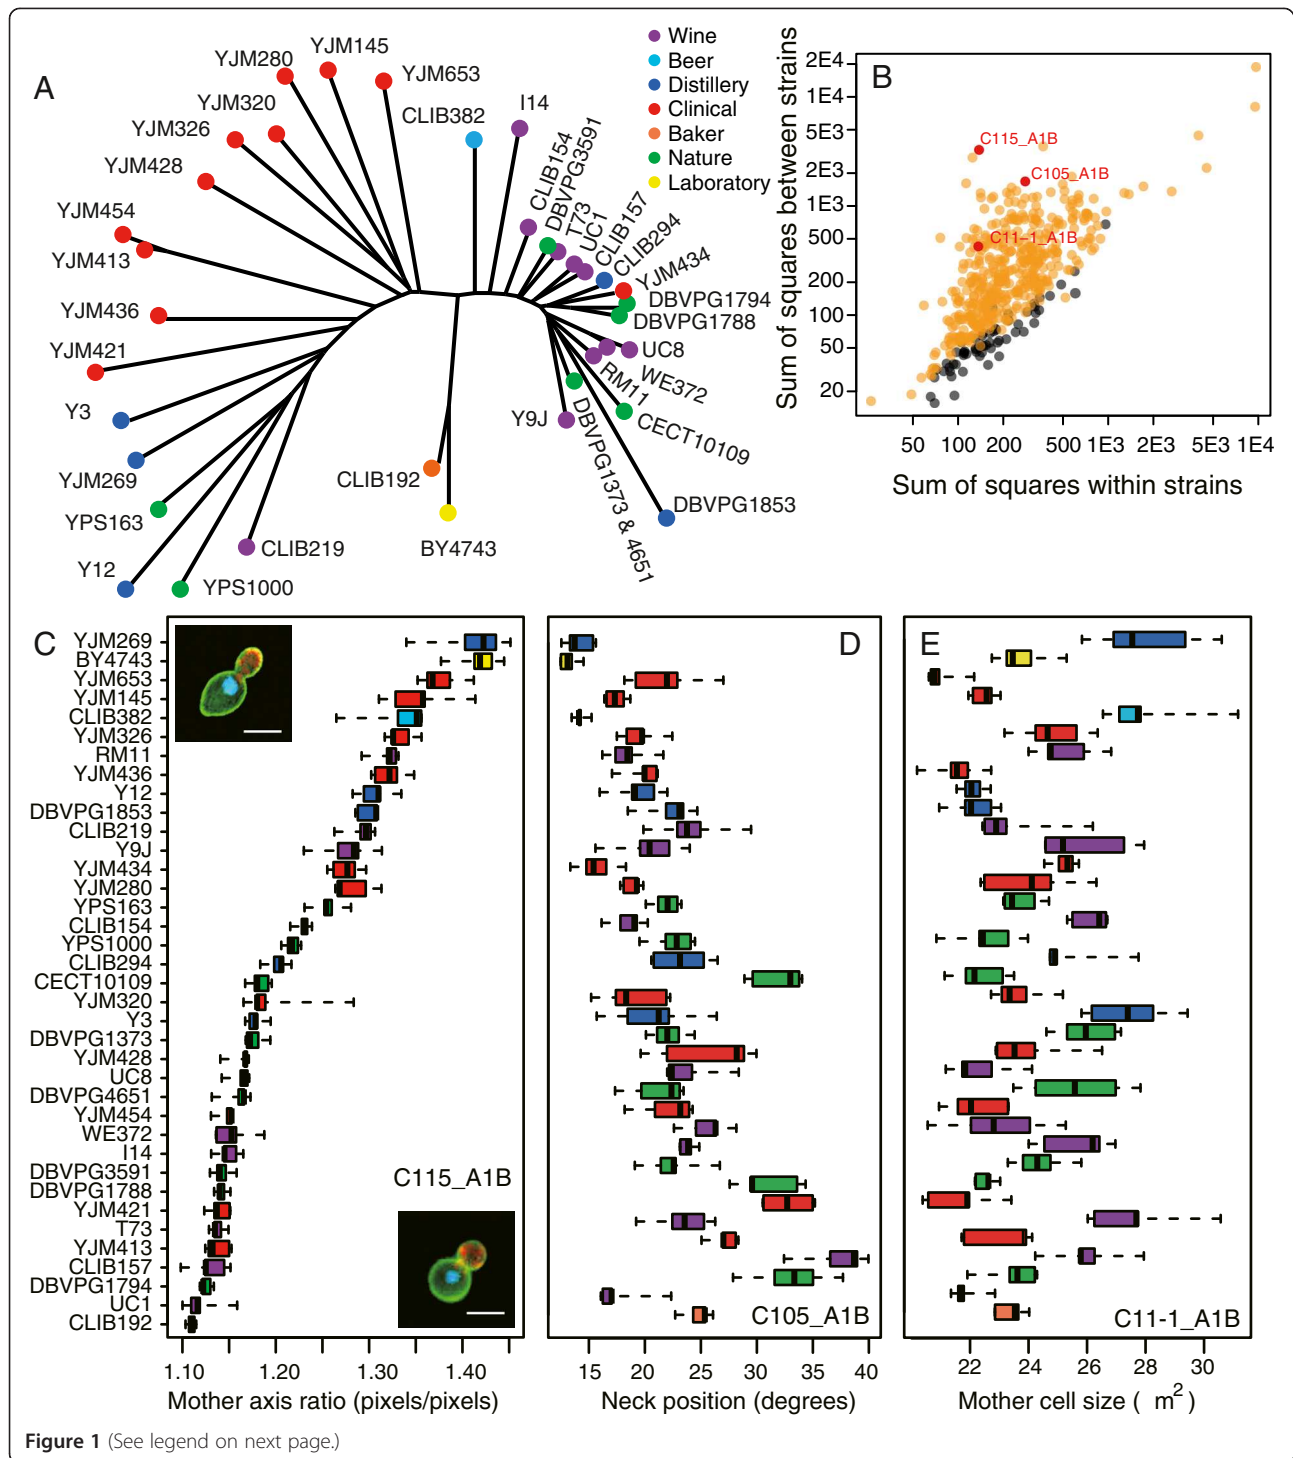 A
YJM280
YJM145
YJM653
YJM320
CLIB382
I14
YJM326
YJM428
CLIB154
DBVPG3591
T73
UC1
CLIB157
CLIB294
YJM434
YJM454
YJM413
DBVPG1794
DBVPG1788
YJM436
UC8
YJM421
WE372
RM11
Y3
Y9J
CECT10109
YJM269
CLIB192
DBVPG1373 & 4651
DBVPG1853
YPS163
BY4743
CLIB219
Y12
YPS1000
Wine
Beer
Distillery
Clinical
Baker
Nature
Laboratory
B
Sum of squares between strains
2E4
1E4
5E3
2E3
1E3
500
200
100
50
20
C115_A1B
C105_A1B
C11-1_A1B
50 100 200 500 1E3 2E3 5E3 1E4
Sum of squares within strains
C
YJM269
BY4743
YJM653
YJM145
CLIB382
YJM326
RM11
YJM436
Y12
DBVPG1853
CLIB219
Y9J
YJM434
YJM280
YPS163
CLIB154
YPS1000
CLIB294
CECT10109
YJM320
Y3
DBVPG1373
YJM428
UC8
DBVPG4651
YJM454
WE372
I14
DBVPG3591
DBVPG1788
YJM421
T73
YJM413
CLIB157
DBVPG1794
UC1
CLIB192
C115_A1B
1.10 1.20 1.30 1.40
Mother axis ratio (pixels/pixels)
D
C105_A1B
15 20 25 30 35 40
Neck position (degrees)
E
C11-1_A1B
22 24 26 28 30
Mother cell size ( m2)
Figure 1 (See legend on next page.)